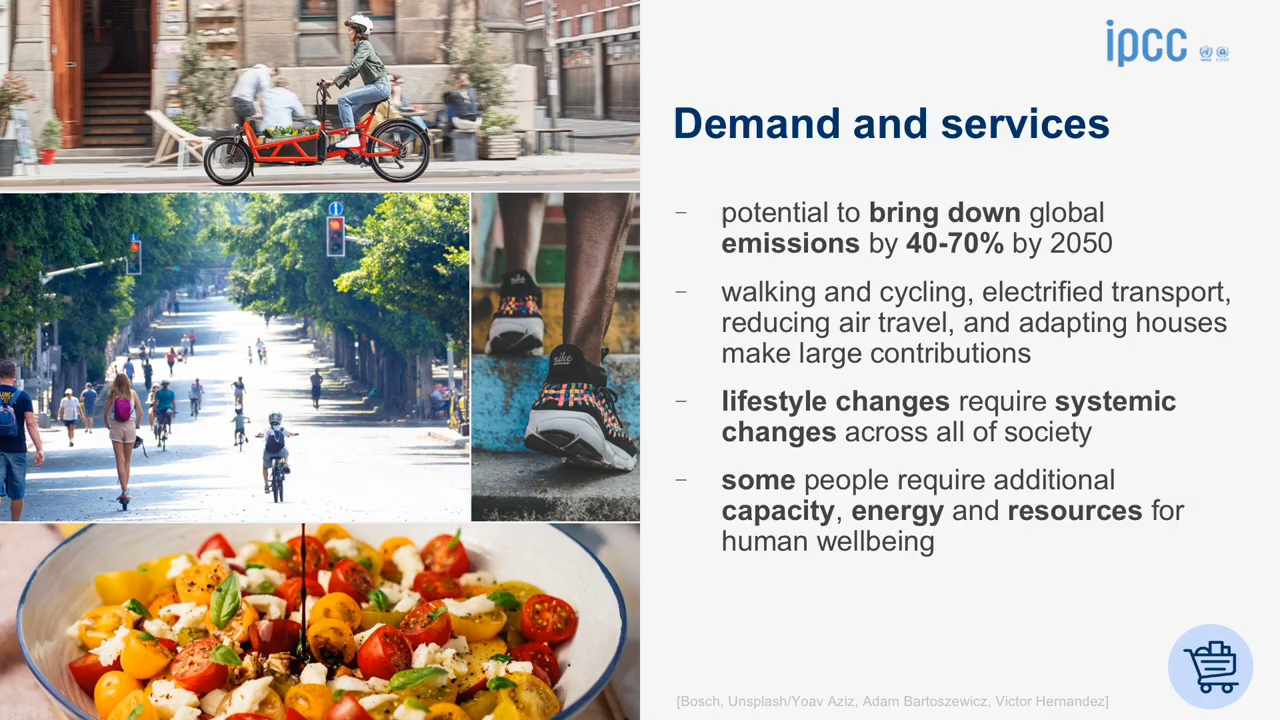 ipcc
Demand and services
– potential to bring down global
emissions by 40-70% by 2050
– walking and cycling, electrified transport,
reducing air travel, and adapting houses
make large contributions
– lifestyle changes require systemic
changes across all of society
– some people require additional
capacity, energy and resources for
human wellbeing
[Bosch, Unsplash/Yoav Aziz, Adam Bartoszewicz, Victor Hernandez]
nike